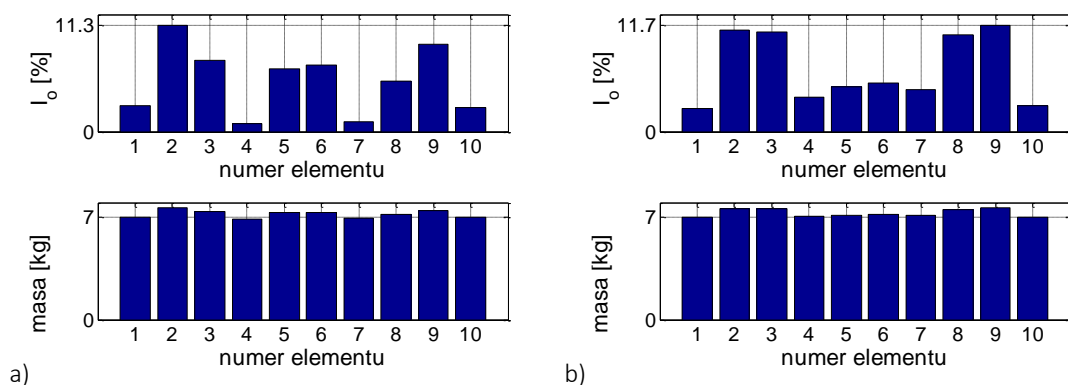 11.3
I_o [%]
0
1 2 3 4 5 6 7 8 9 10
numer elementu
7
masa [kg]
0
1 2 3 4 5 6 7 8 9 10
numer elementu
a)
11.7
I_o [%]
0
1 2 3 4 5 6 7 8 9 10
numer elementu
7
masa [kg]
0
1 2 3 4 5 6 7 8 9 10
numer elementu
b)